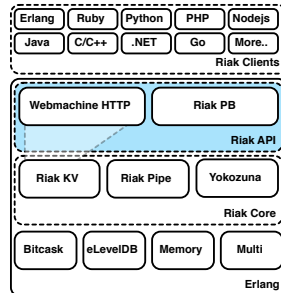 Erlang Ruby Python PHP Nodejs
Java C/C++ .NET Go More..
Riak Clients
Webmachine HTTP Riak PB
Riak API
Riak KV Riak Pipe Yokozuna
Riak Core
Bitcask eLevelDB Memory Multi
Erlang